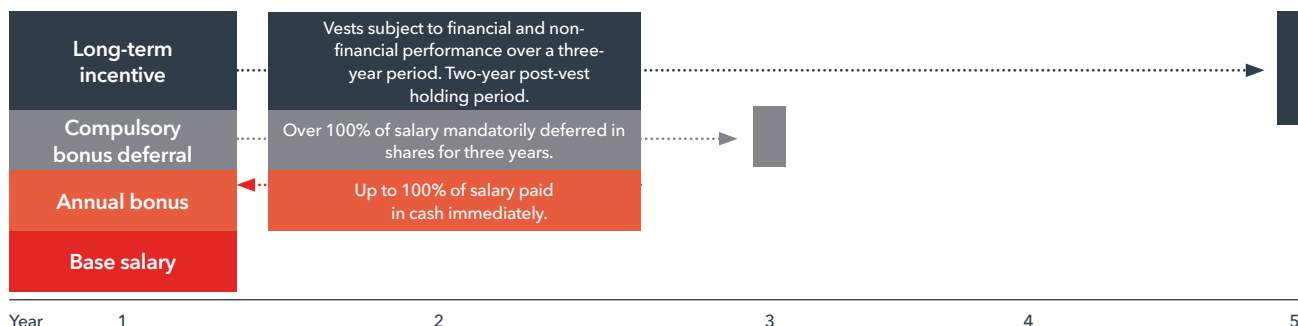 Long-term
incentive
Vests subject to financial and non-
financial performance over a three-
year period. Two-year post-vest
holding period.
Compulsory
bonus deferral
Over 100% of salary mandatorily deferred in
shares for three years.
Annual bonus
Up to 100% of salary paid
in cash immediately.
Base salary
Year 1 2 3 4 5